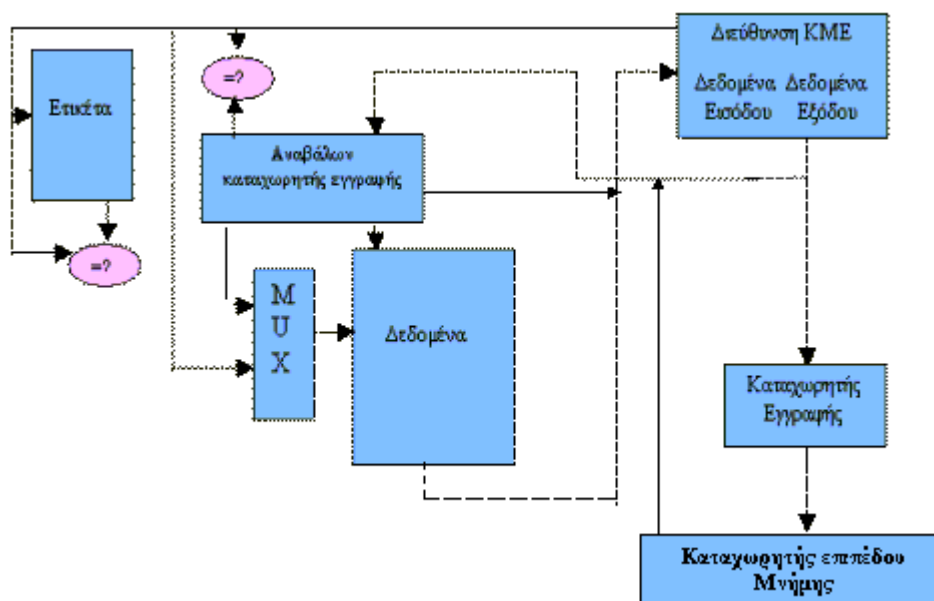 Διεύθυνση ΚΜΕ
Δεδομένα Δεδομένα
Εισόδου Εξόδου
=?
Ετικέτα
Αναβάλων
καταχωρητής εγγραφής
=?
M
U
X
Δεδομένα
Καταχωρητής
Εγγραφής
Καταχωρητής επιπέδου
Μνήμης